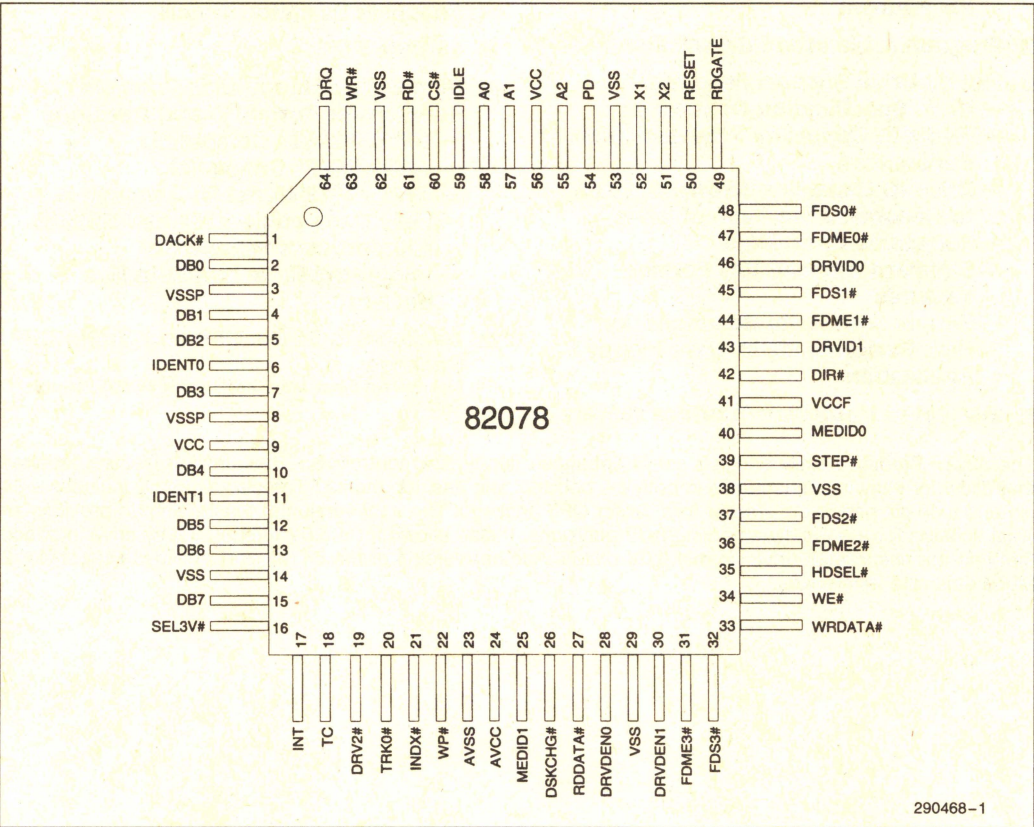 DRQ
WR#
VSS
RD#
CS#
IDLE
A0
A1
VCC
A2
PD
VSS
X1
X2
RESET
RDGATE
64
63
62
61
60
59
58
57
56
55
54
53
52
51
50
49
DACK# 1
DB0 2
VSSP 3
DB1 4
DB2 5
IDENT0 6
DB3 7
VSSP 8
VCC 9
DB4 10
IDENT1 11
DB5 12
DB6 13
VSS 14
DB7 15
SEL3V# 16
82078
48 FDS0#
47 FDME0#
46 DRVID0
45 FDS1#
44 FDME1#
43 DRVID1
42 DIR#
41 VCCF
40 MEDID0
39 STEP#
38 VSS
37 FDS2#
36 FDME2#
35 HDSEL#
34 WE#
33 WRDATA#
17
18
19
20
21
22
23
24
25
26
27
28
29
30
31
32
INT
TC
DRV2#
TRK0#
INDX#
WP#
AVSS
AVCC
MEDID1
DSKCHG#
RDDATA#
DRVDEN0
VSS
DRVDEN1
FDME3#
FDS3#
290468-1